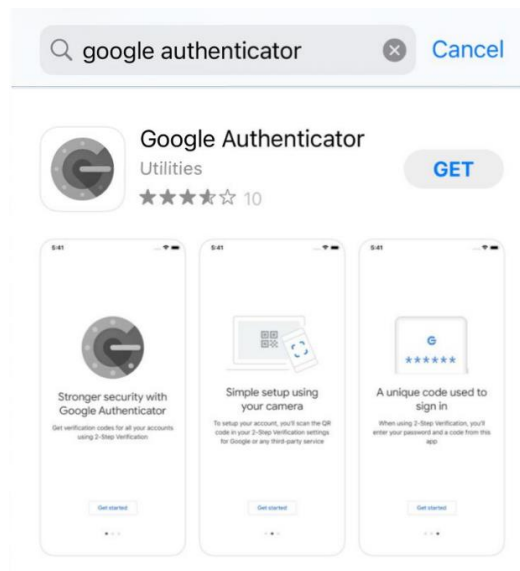 google authenticator
Cancel
Google Authenticator
Utilities
GET
10
5:41
Stronger security with
Google Authenticator
Get verification codes for all your accounts
using 2-Step Verification
Get started
5:41
Simple setup using
your camera
To setup your account, you'll scan the QR
code in your 2-Step Verification settings
for Google or any third-party service
Get started
5:41
G
******
A unique code used to
sign in
When using 2-Step Verification, you'll
enter your password and a code from this
app
Get started